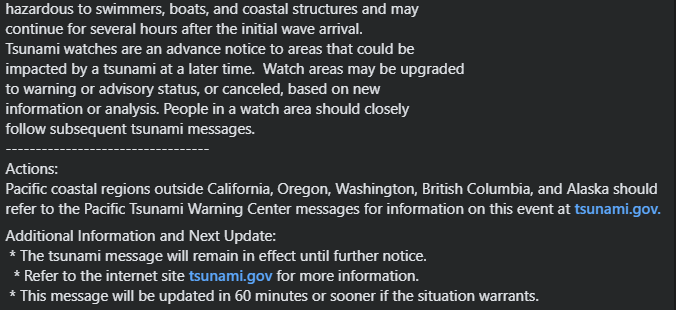 hazardous to swimmers, boats, and coastal structures and may
continue for several hours after the initial wave arrival.
Tsunami watches are an advance notice to areas that could be
impacted by a tsunami at a later time.  Watch areas may be upgraded
to warning or advisory status, or canceled, based on new
information or analysis. People in a watch area should closely
follow subsequent tsunami messages.
----------------------------------
Actions:
Pacific coastal regions outside California, Oregon, Washington, British Columbia, and Alaska should
refer to the Pacific Tsunami Warning Center messages for information on this event at tsunami.gov.
Additional Information and Next Update:
* The tsunami message will remain in effect until further notice.
* Refer to the internet site tsunami.gov for more information.
* This message will be updated in 60 minutes or sooner if the situation warrants.